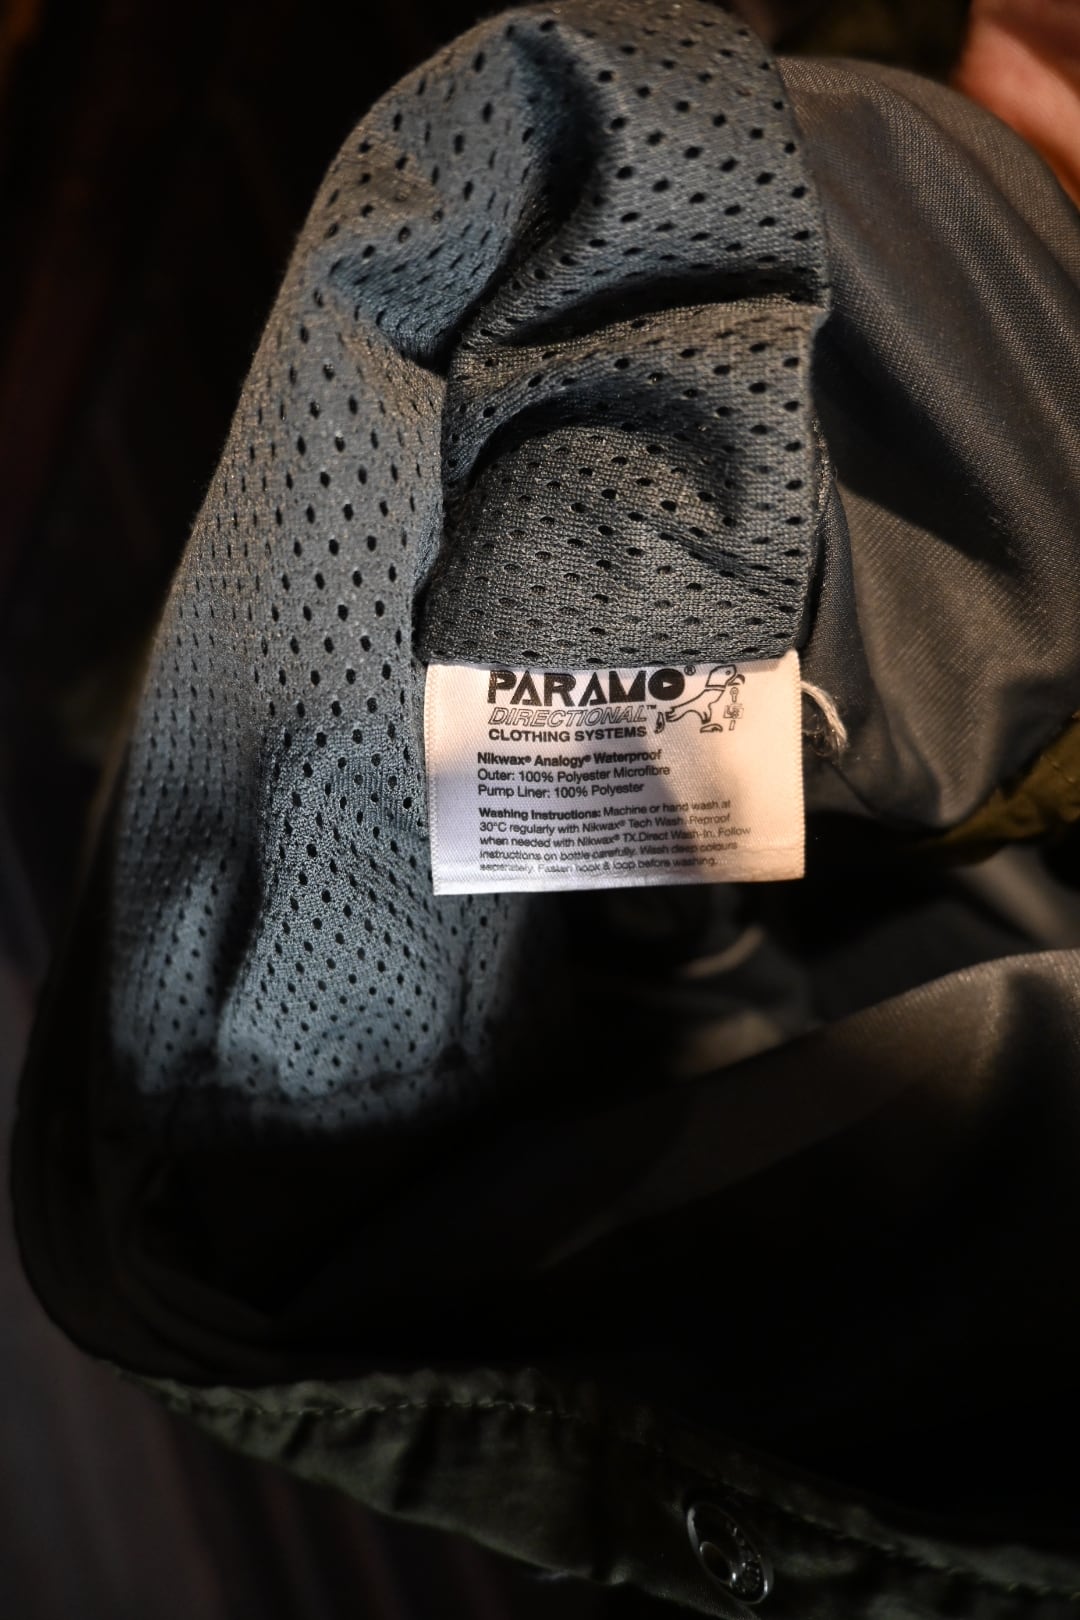 PARAMO®
DIRECTIONAL™
CLOTHING SYSTEMS
Nikwax® Analogy® Waterproof
Outer: 100% Polyester Microfibre
Pump Liner: 100% Polyester
Washing Instructions: Machine or hand wash at
30°C regularly with Nikwax® Tech Wash. Reproof
when needed with Nikwax® TX.Direct Wash-In. Follow
instructions on bottle carefully. Wash deep colours
seperately. Fasten hook & loop before washing.